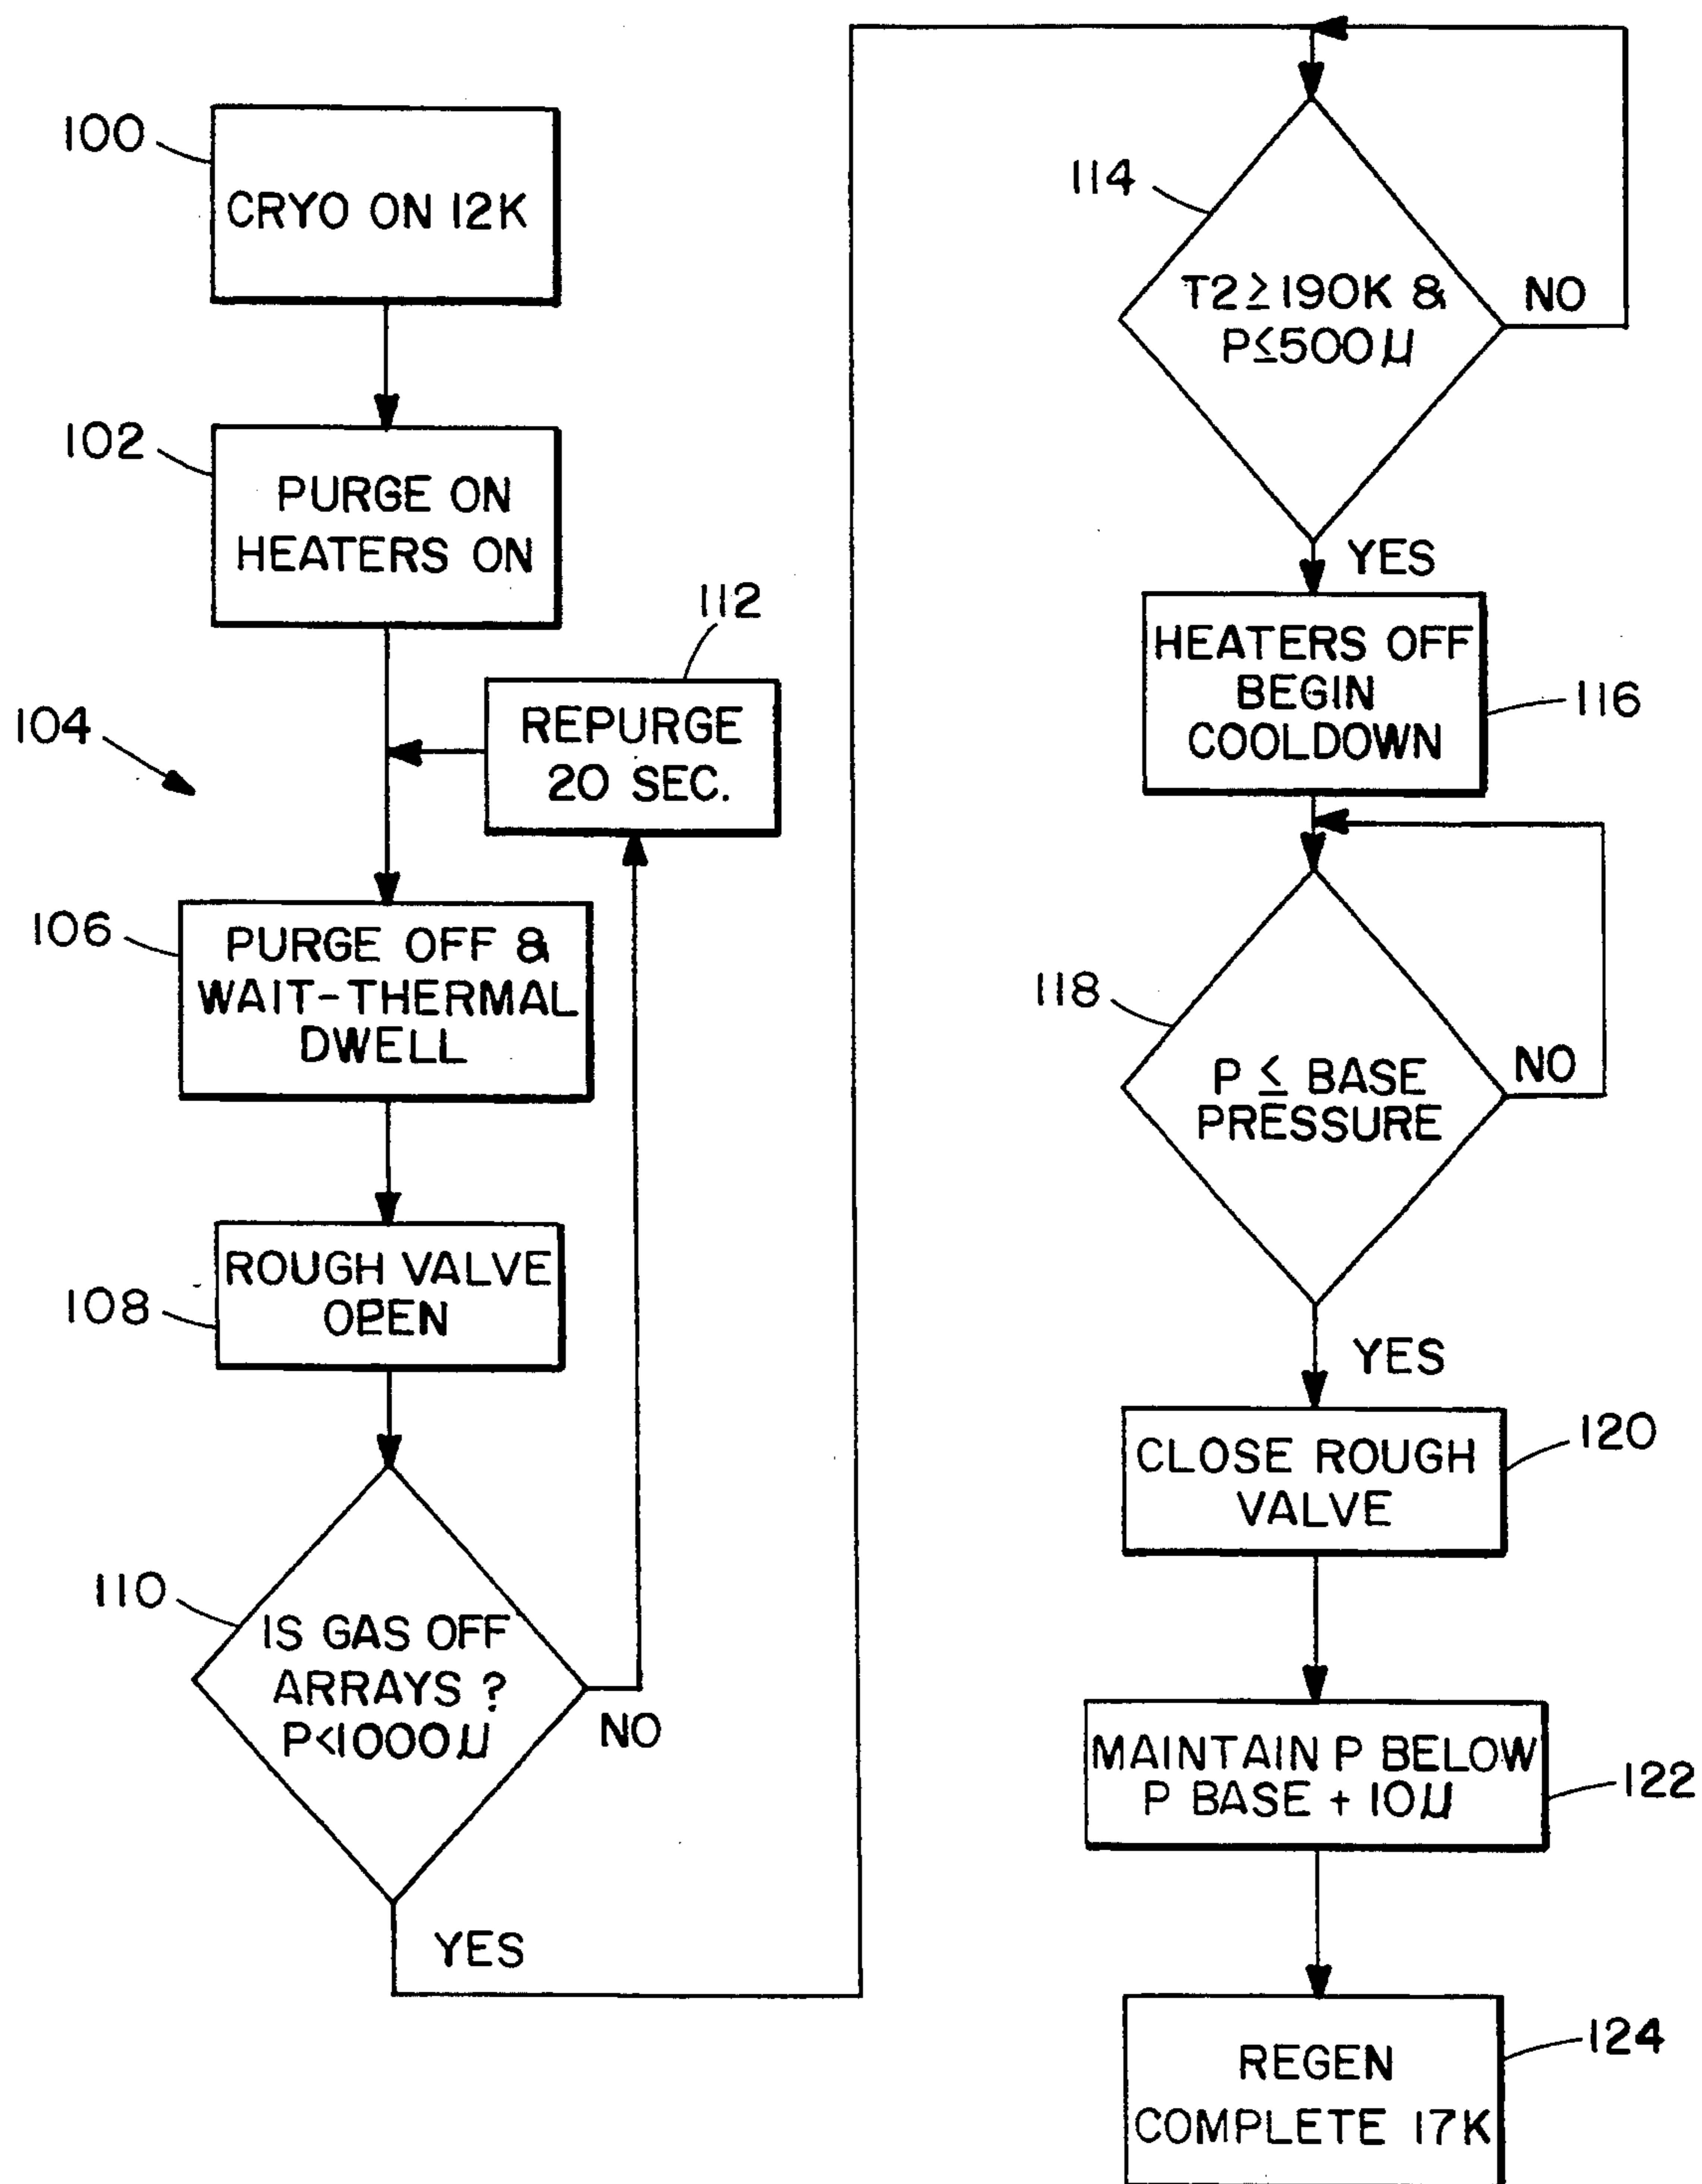 100
CRYO ON 12K
102
PURGE ON
HEATERS ON
112
REPURGE
20 SEC.
104
106
PURGE OFF &
WAIT-THERMAL
DWELL
108
ROUGH VALVE
OPEN
110
IS GAS OFF
ARRAYS ?
P<1000µ
NO
YES
114
T2≥190K &
P≤500µ
NO
YES
HEATERS OFF
BEGIN
COOLDOWN
116
118
P ≤ BASE
PRESSURE
NO
YES
CLOSE ROUGH
VALVE
120
MAINTAIN P BELOW
P BASE + 10µ
122
REGEN
COMPLETE 17K
124